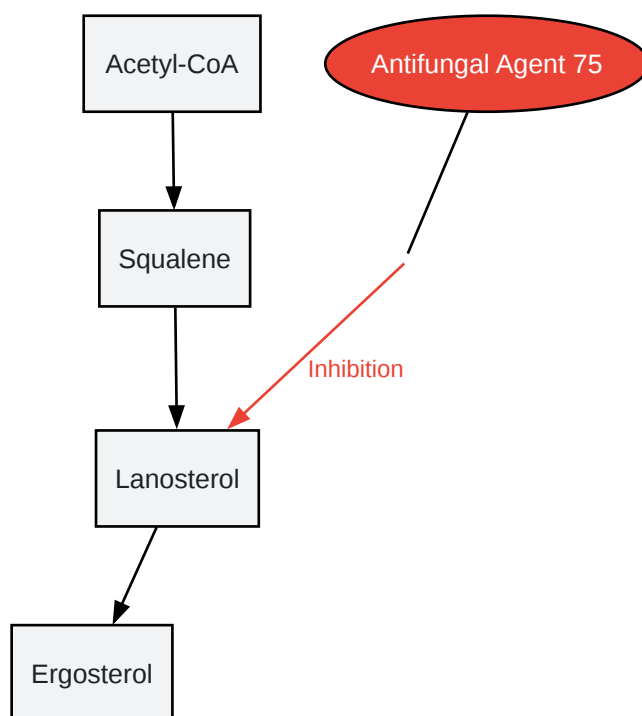 Acetyl-CoA
Antifungal Agent 75
Squalene
Inhibition
Lanosterol
Ergosterol